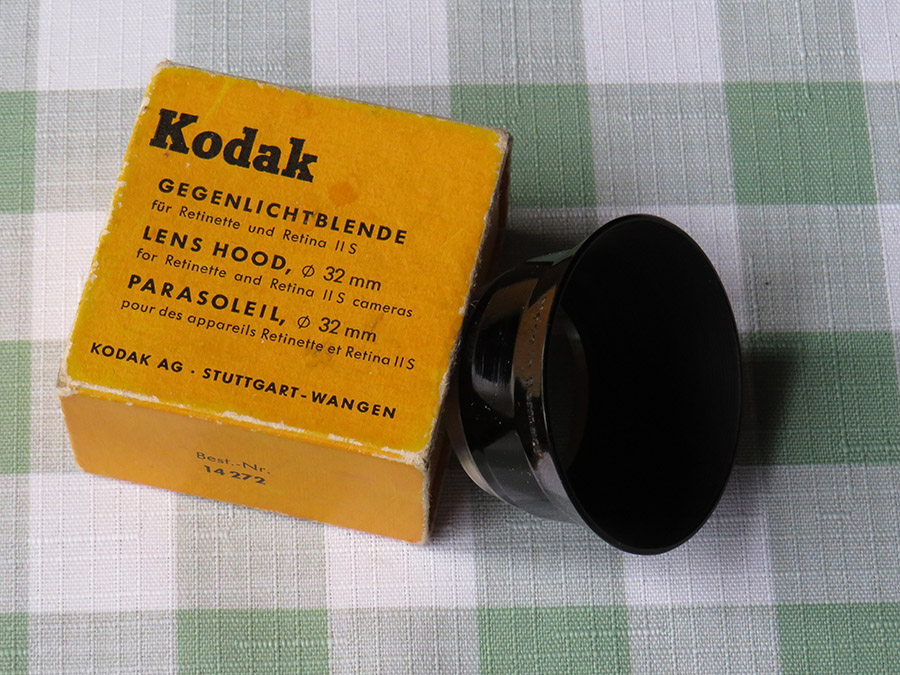 Kodak
GEGENLICHTBLENDE
für Retinette und Retina II S
LENS HOOD, ϕ 32 mm
for Retinette and Retina II S cameras
PARASOLEIL, ϕ 32 mm
pour des appareils Retinette et Retina II S
KODAK AG · STUTTGART-WANGEN
Best.-Nr.
14 272